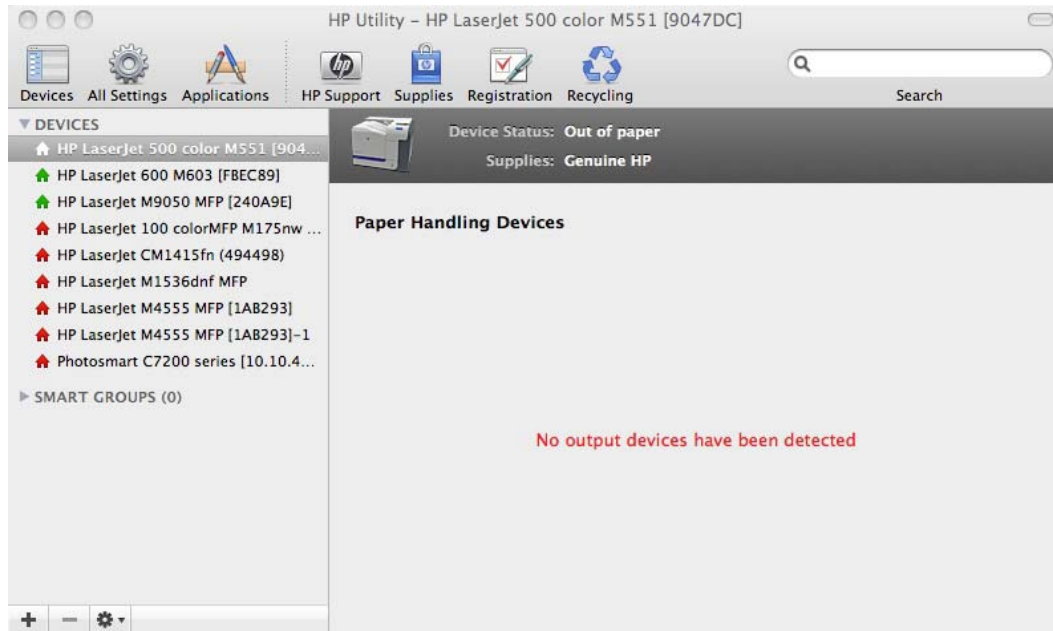 HP Utility – HP LaserJet 500 color M551 [9047DC]
Devices All Settings Applications HP Support Supplies Registration Recycling Search
DEVICES
HP LaserJet 500 color M551 [904...
HP LaserJet 600 M603 [FBEC89]
HP LaserJet M9050 MFP [240A9E]
HP LaserJet 100 colorMFP M175nw ...
HP LaserJet CM1415fn (494498)
HP LaserJet M1536dnf MFP
HP LaserJet M4555 MFP [1AB293]
HP LaserJet M4555 MFP [1AB293]-1
Photosmart C7200 series [10.10.4...
SMART GROUPS (0)
Device Status: Out of paper
Supplies: Genuine HP
Paper Handling Devices
No output devices have been detected